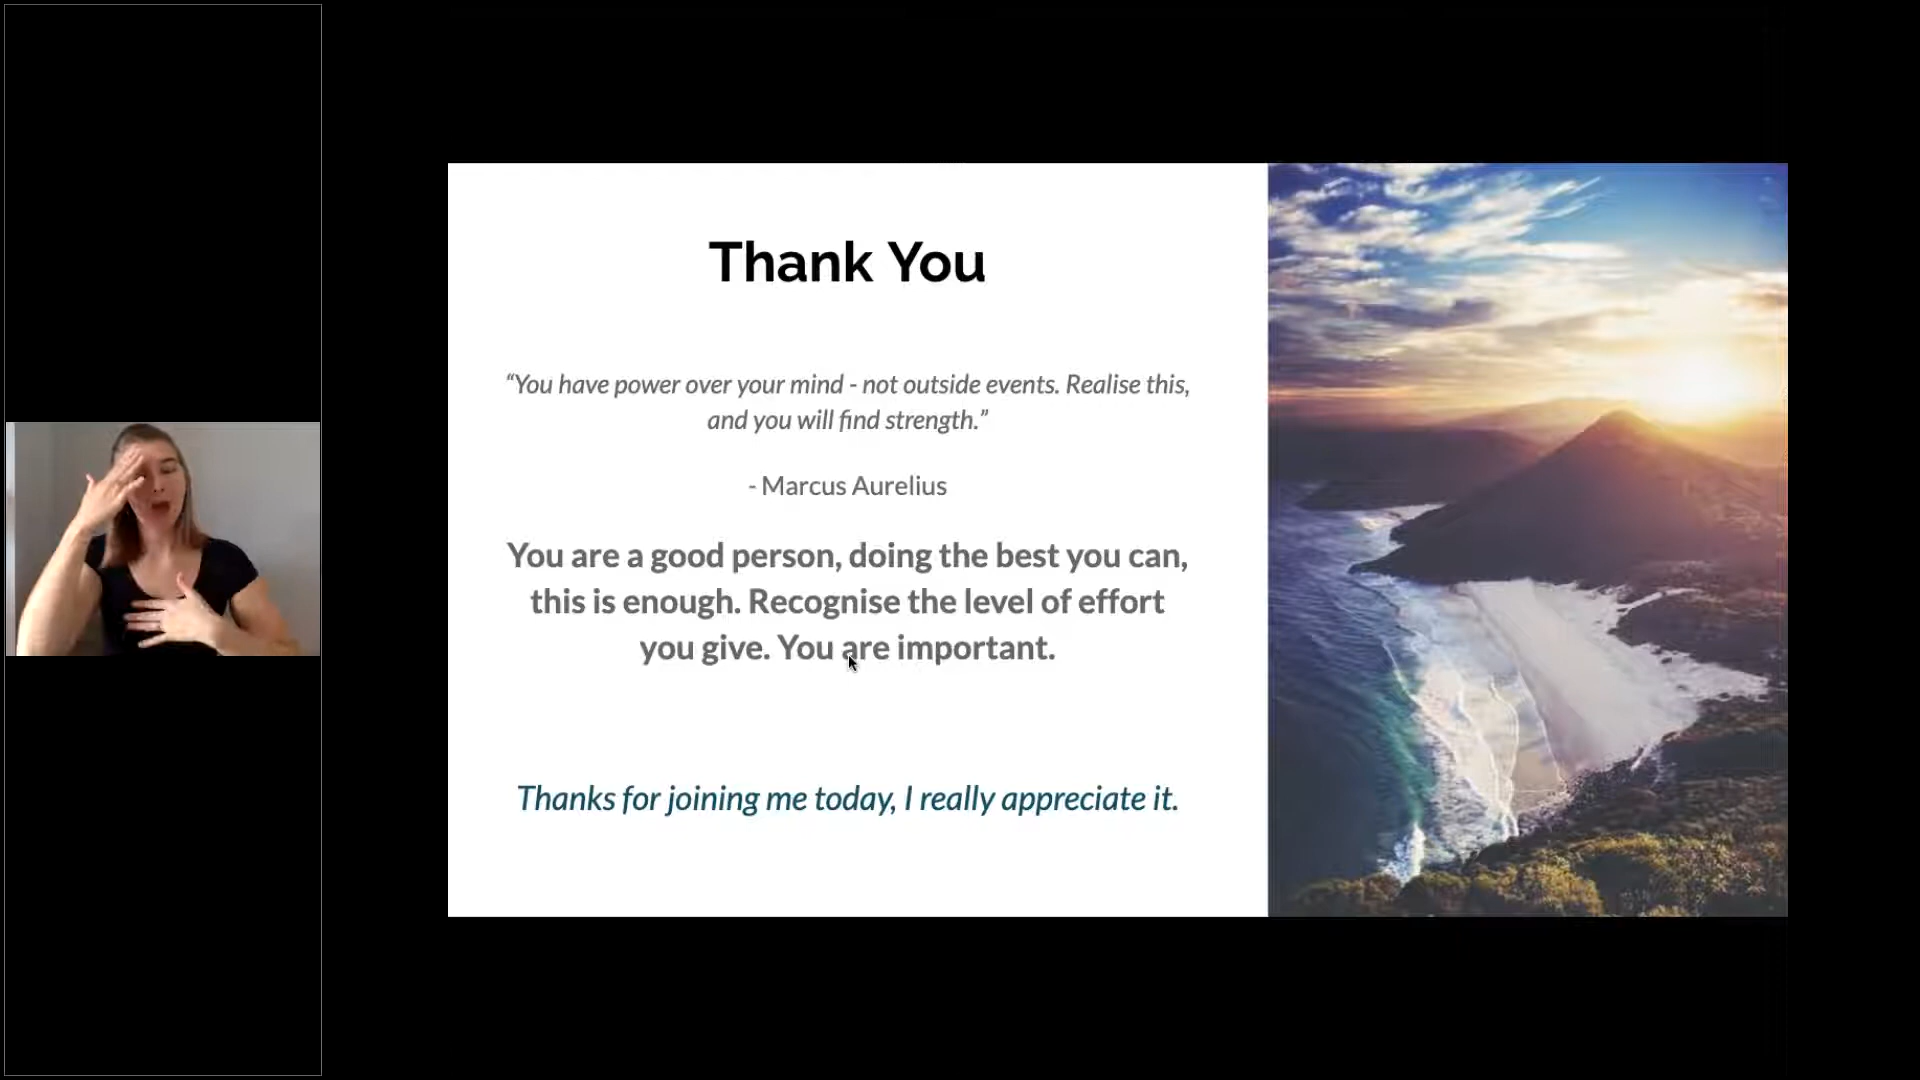 Thank You
“You have power over your mind - not outside events. Realise this,
and you will find strength.”
- Marcus Aurelius
You are a good person, doing the best you can,
this is enough. Recognise the level of effort
you give. You are important.
Thanks for joining me today, I really appreciate it.